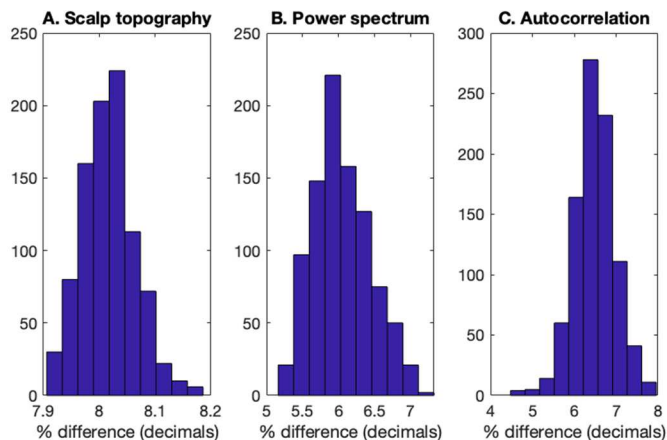 A. Scalp topography
B. Power spectrum
C. Autocorrelation
250
200
150
100
50
0
7.9 8 8.1 8.2
% difference (decimals)
250
200
150
100
50
0
5 5.5 6 6.5 7
% difference (decimals)
300
250
200
150
100
50
0
4 5 6 7 8
% difference (decimals)